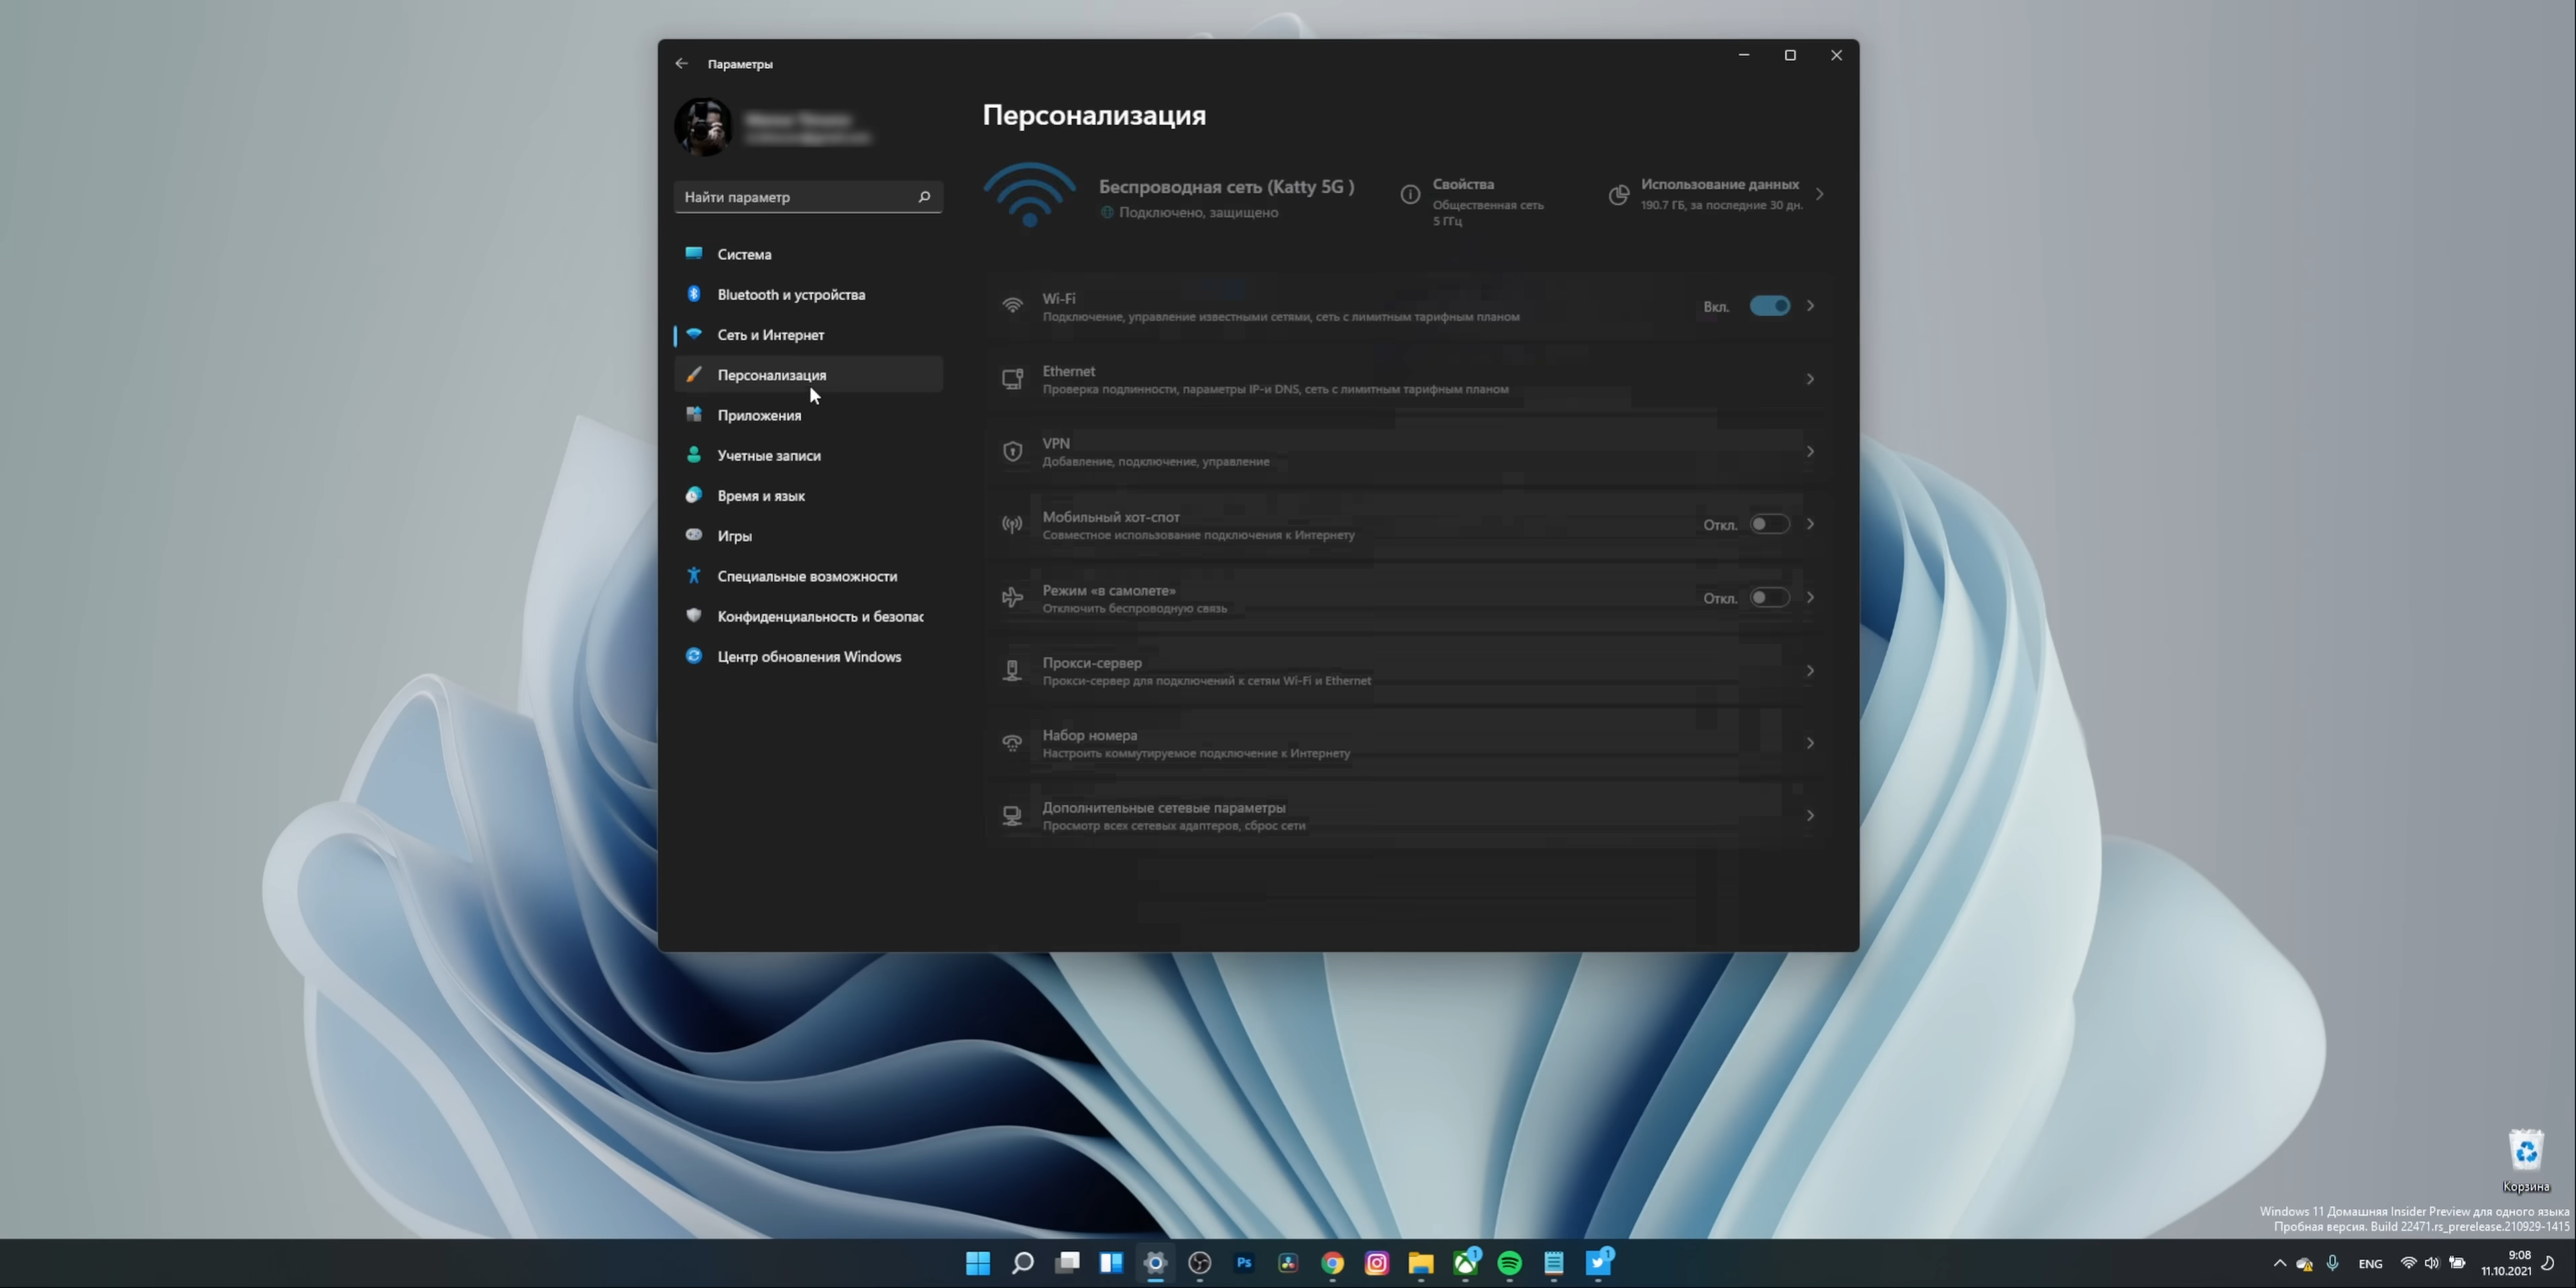 Параметры
Найти параметр
Система
Bluetooth и устройства
Сеть и Интернет
Персонализация
Приложения
Учетные записи
Время и язык
Игры
Специальные возможности
Конфиденциальность и безопас
Центр обновления Windows
Персонализация
Беспроводная сеть (Katty 5G )
Подключено, защищено
Свойства
Общественная сеть
5 ГГц
Использование данных
190.7 ГБ, за последние 30 дн.
Wi-Fi
Подключение, управление известными сетями, сеть с лимитным тарифным планом
Вкл.
Ethernet
Проверка подлинности, параметры IP-и DNS, сеть с лимитным тарифным планом
VPN
Добавление, подключение, управление
Мобильный хот-спот
Совместное использование подключения к Интернету
Откл.
Режим «в самолете»
Отключить беспроводную связь
Откл.
Прокси-сервер
Прокси-сервер для подключений к сетям Wi-Fi и Ethernet
Набор номера
Настроить коммутируемое подключение к Интернету
Дополнительные сетевые параметры
Просмотр всех сетевых адаптеров, сброс сети
Корзина
Windows 11 Домашняя Insider Preview для одного языка
Пробная версия. Build 22471.rs_prerelease.210929-1415
Ps
1
1
ENG
9:08
11.10.2021